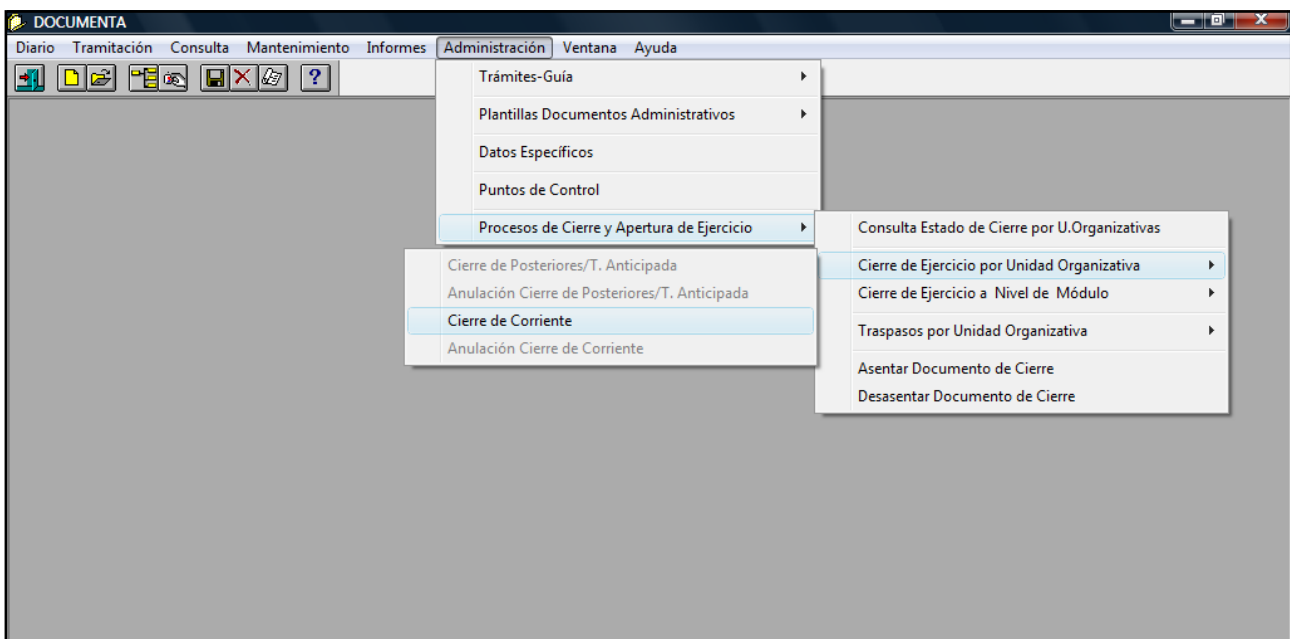 DOCUMENTA
Diario Tramitación Consulta Mantenimiento Informes Administración Ventana Ayuda
?
Trámites-Guía
Plantillas Documentos Administrativos
Datos Específicos
Puntos de Control
Procesos de Cierre y Apertura de Ejercicio
Consulta Estado de Cierre por U.Organizativas
Cierre de Ejercicio por Unidad Organizativa
Cierre de Ejercicio a Nivel de Módulo
Traspasos por Unidad Organizativa
Asentar Documento de Cierre
Desasentar Documento de Cierre
Cierre de Posteriores/T. Anticipada
Anulación Cierre de Posteriores/T. Anticipada
Cierre de Corriente
Anulación Cierre de Corriente